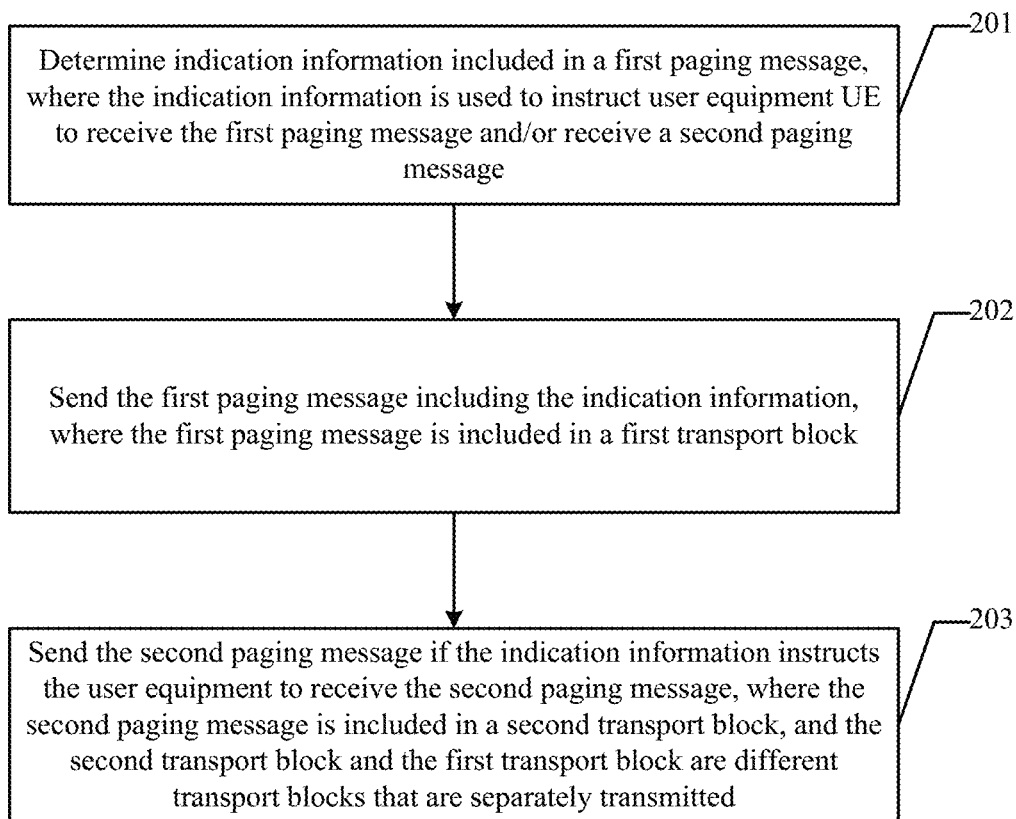 201
Determine indication information included in a first paging message,
where the indication information is used to instruct user equipment UE
to receive the first paging message and/or receive a second paging
message
202
Send the first paging message including the indication information,
where the first paging message is included in a first transport block
203
Send the second paging message if the indication information instructs
the user equipment to receive the second paging message, where the
second paging message is included in a second transport block, and the
second transport block and the first transport block are different
transport blocks that are separately transmitted